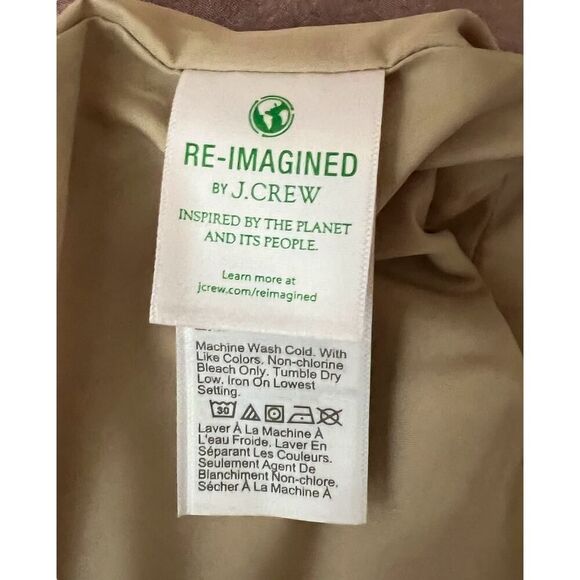 RE-IMAGINED
BY J.CREW
INSPIRED BY THE PLANET
AND ITS PEOPLE.
Learn more at
jcrew.com/reimagined
Machine Wash Cold. With
Like Colors. Non-chlorine
Bleach Only. Tumble Dry
Low. Iron On Lowest
Setting.
30
Laver À La Machine À
L'eau Froide. Laver En
Séparant Les Couleurs.
Seulement Agent De
Blanchiment Non-chlore.
Sécher À La Machine À